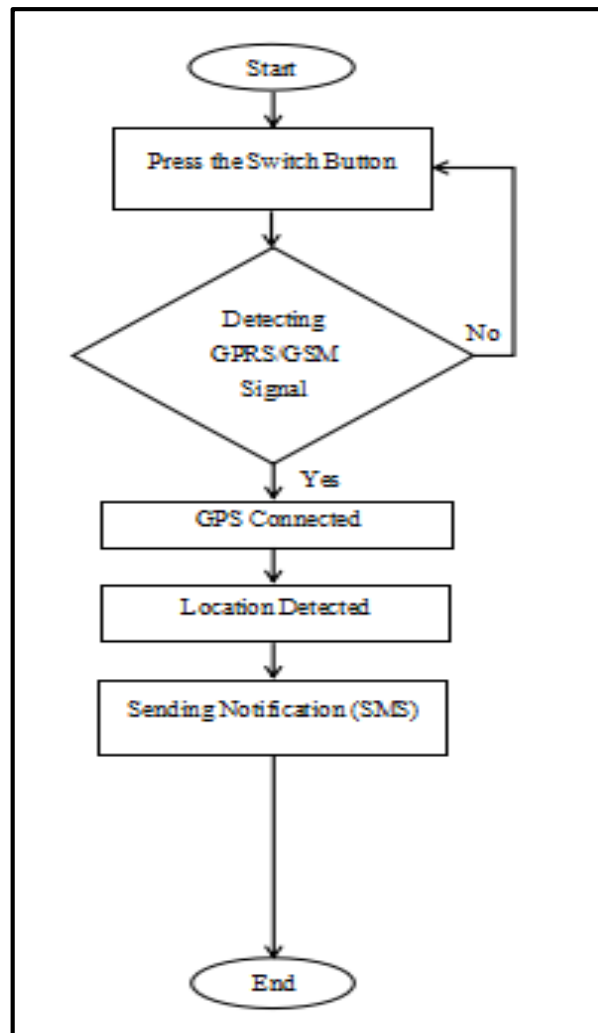 Start
Press the Switch Button
Detecting
GPRS/GSM
Signal
No
Yes
GPS Connected
Location Detected
Sending Notification (SMS)
End